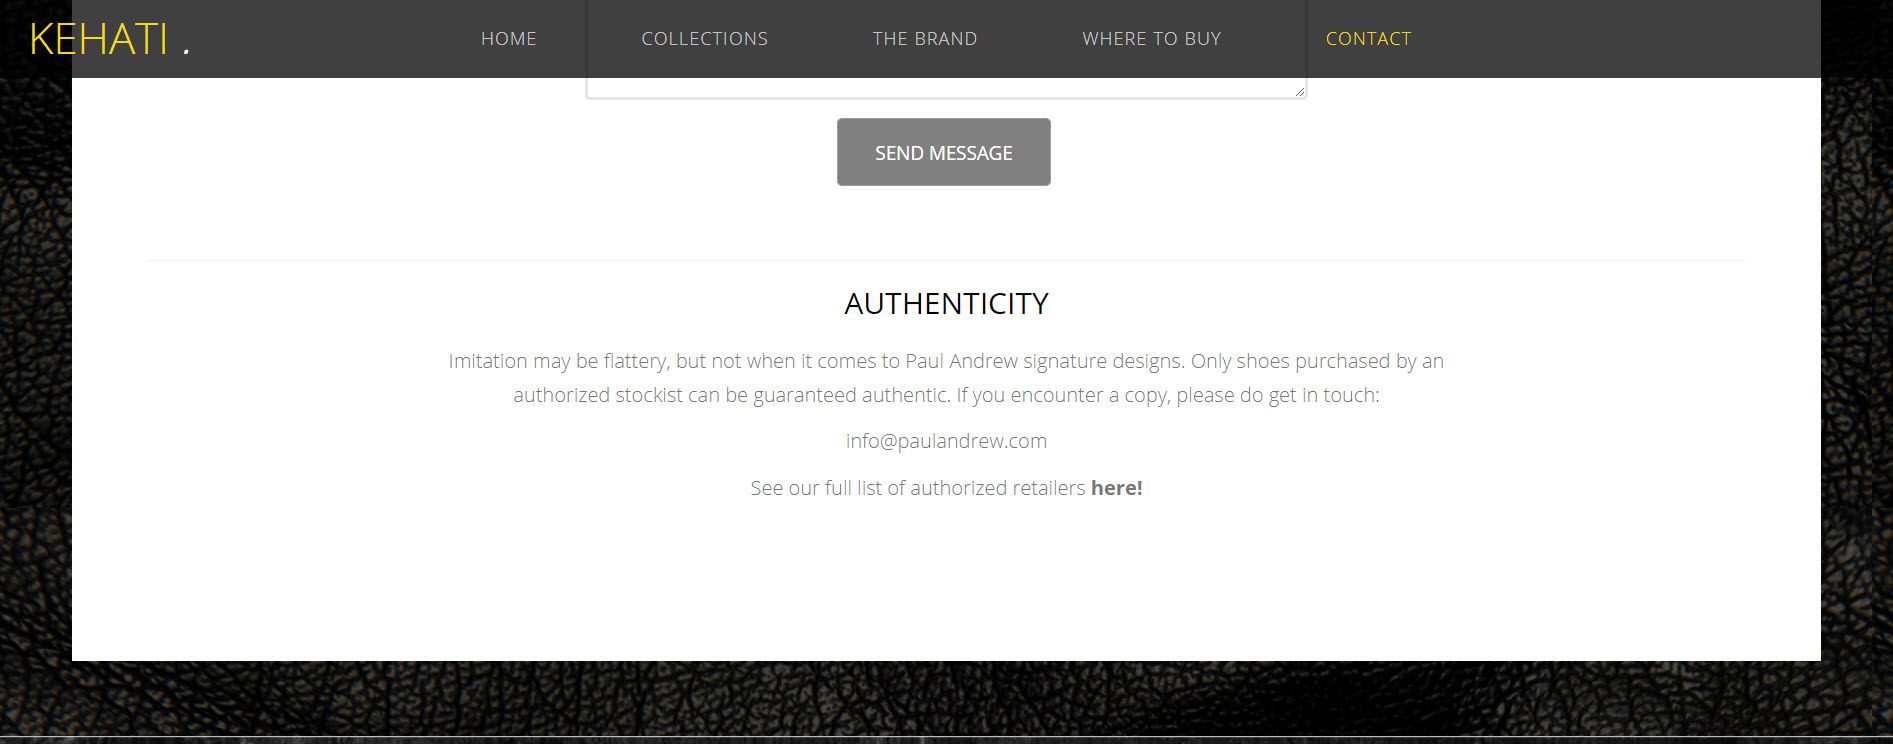 KEHATI .
HOME
COLLECTIONS
THE BRAND
WHERE TO BUY
CONTACT
SEND MESSAGE
AUTHENTICITY
Imitation may be flattery, but not when it comes to Paul Andrew signature designs. Only shoes purchased by an
authorized stockist can be guaranteed authentic. If you encounter a copy, please do get in touch:
info@paulandrew.com
See our full list of authorized retailers here!